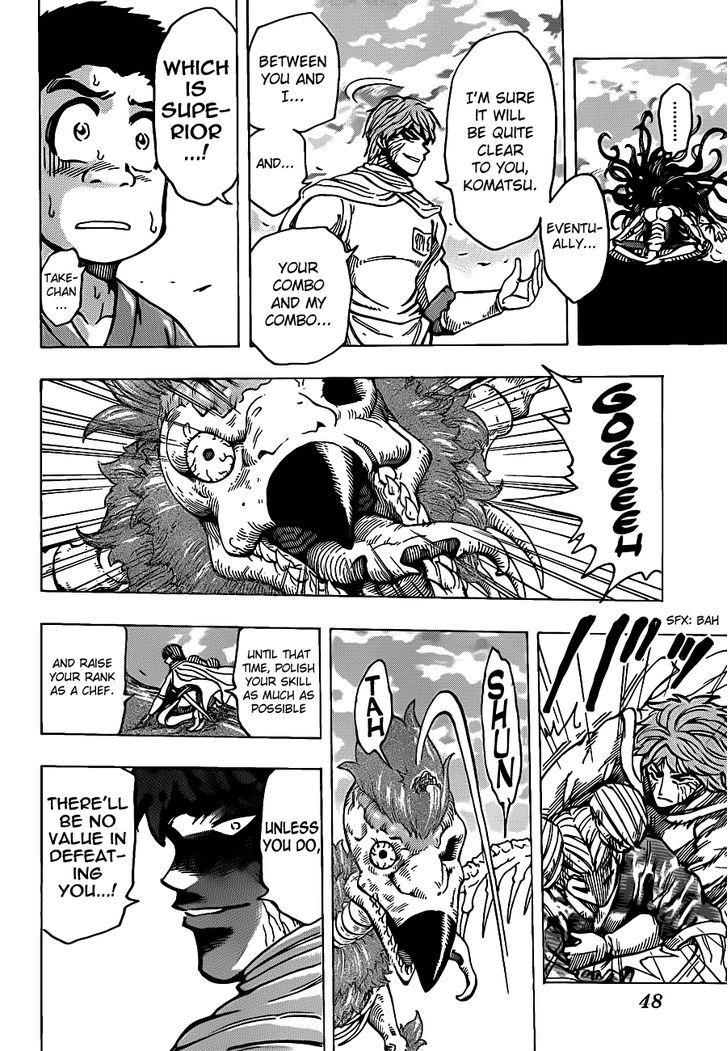 ........
EVENTU-
ALLY...
I'M SURE
IT WILL
BE QUITE
CLEAR
TO YOU,
KOMATSU.
BETWEEN
YOU AND
I...
AND...
YOUR
COMBO
AND MY
COMBO...
WHICH
IS
SUPE-
RIOR
...!
TAKE-
CHAN
...
GOGEEEH
SFX: BAH
SHUN
TAH
UNTIL THAT
TIME, POLISH
YOUR SKILL
AS MUCH AS
POSSIBLE
AND RAISE
YOUR RANK
AS A CHEF.
UNLESS
YOU DO,
THERE'LL
BE NO
VALUE IN
DEFEAT-
ING
YOU...!
48